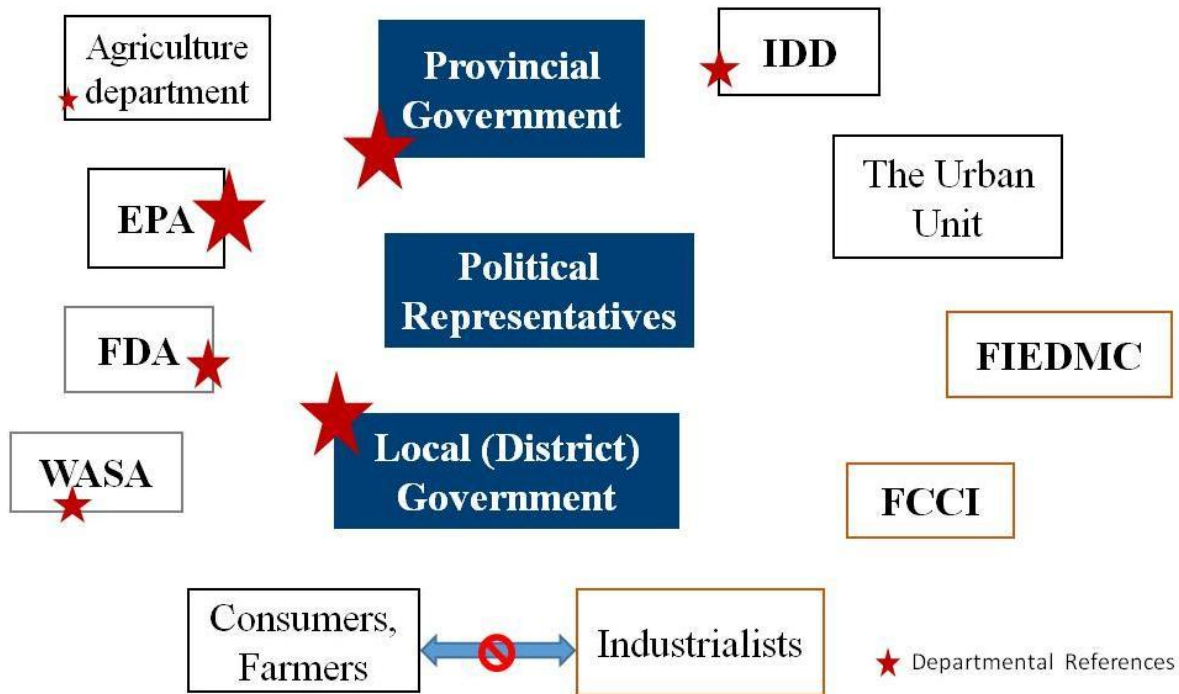 Agriculture
department
Provincial
Government
IDD
The Urban
Unit
EPA
Political
Representatives
FDA
FIEDMC
Local (District)
Government
WASA
FCCI
Consumers,
Farmers
Industrialists
Departmental References